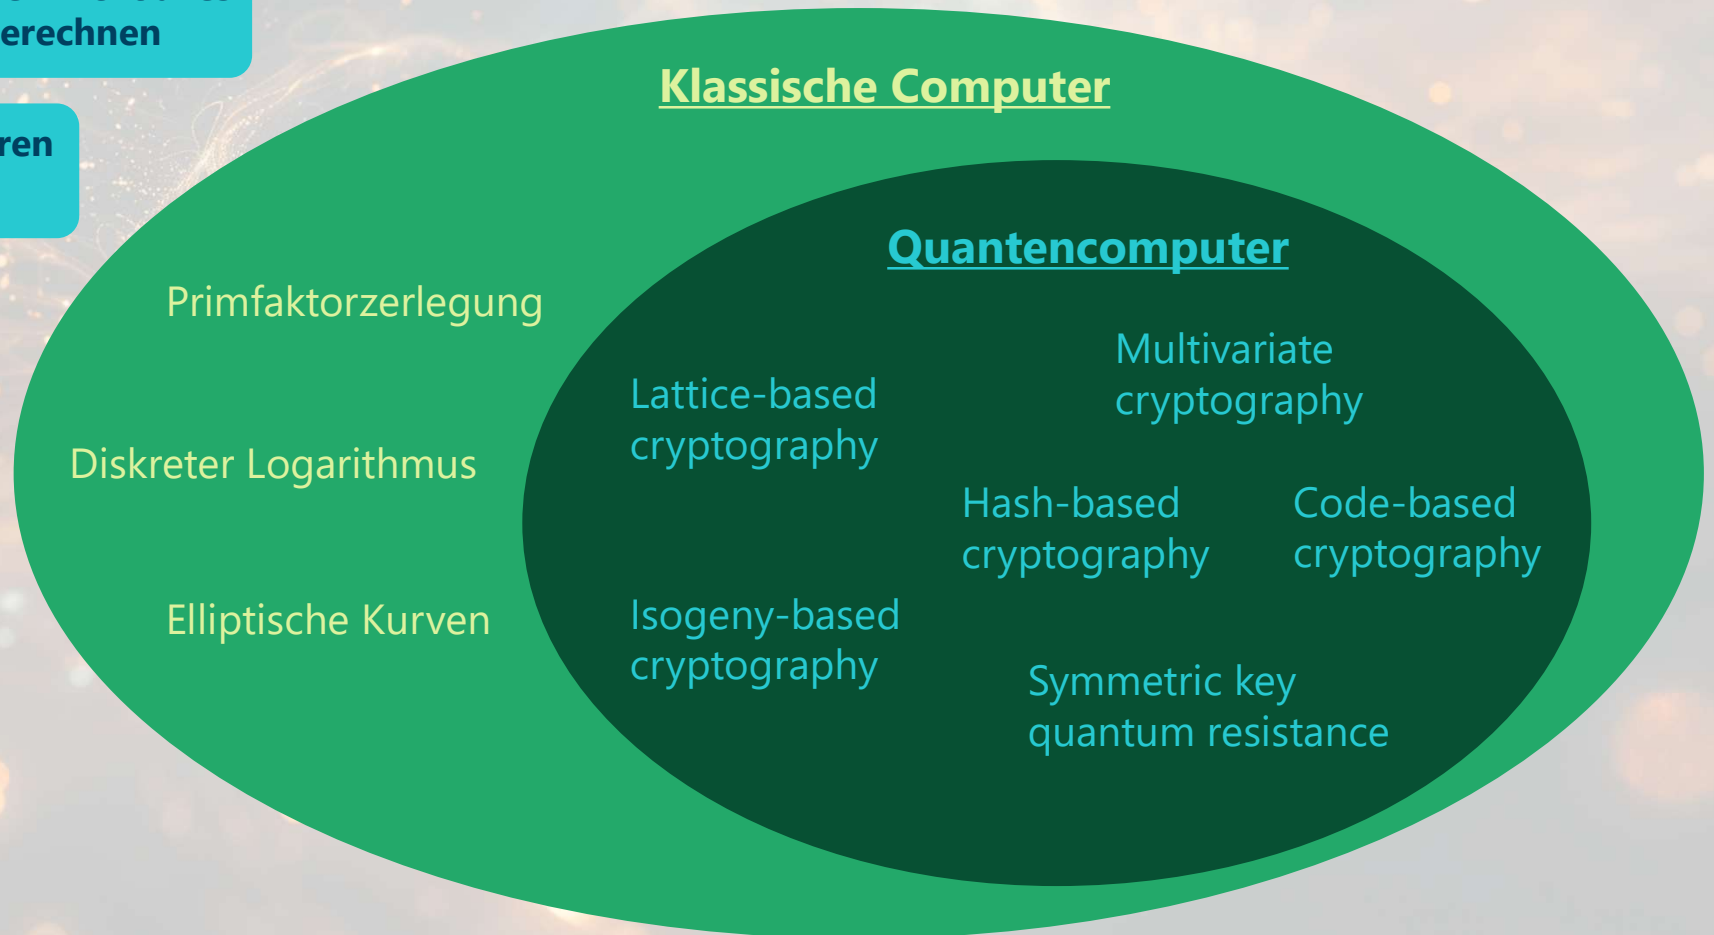 erechnen
ren
Klassische Computer
Quantencomputer
Primfaktorzerlegung
Diskreter Logarithmus
Elliptische Kurven
Lattice-based
cryptography
Multivariate
cryptography
Hash-based
cryptography
Code-based
cryptography
Isogeny-based
cryptography
Symmetric key
quantum resistance